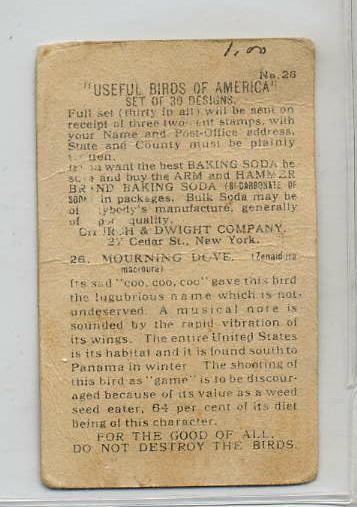 1.00
No. 26
"USEFUL BIRDS OF AMERICA"
SET OF 30 DESIGNS.
Full set (thirty in all) will be sent on
receipt of three two-cent stamps, with
your Name and Post-Office address,
State and County must be plainly
want the best BAKING SODA be
and buy the ARM and HAMMER
BRAND BAKING SODA (BI-CARBONATE OF
SODA in packages. Bulk Soda may be
manufacture, generally
of quality.
CHURCH & DWIGHT COMPANY.
27 Cedar St., New York.
26. MOURNING DOVE. (Zenaidura
macroura)
Its sad "coo, coo, coo" gave this bird
the lugubrious name which is not
undeserved. A musical note is
sounded by the rapid vibration of
its wings. The entire United States
is its habitat and it is found south to
Panama in winter The shooting of
this bird as "game" is to be discour-
aged because of its value as a weed
seed eater, 64 per cent of its diet
being of this character.
FOR THE GOOD OF ALL,
DO NOT DESTROY THE BIRDS.